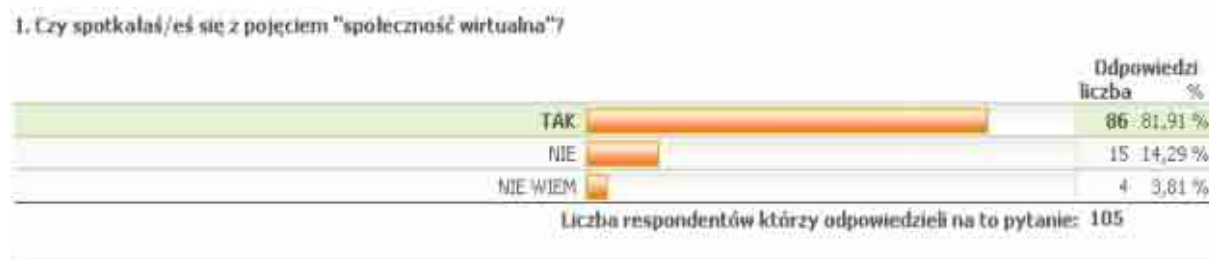 1. Czy spotkałaś/eś się z pojęciem "społeczność wirtualna"?
Odpowiedzi
liczba %
TAK 86 81,91 %
NIE 15 14,29 %
NIE WIEM 4 3,81 %
Liczba respondentów którzy odpowiedzieli na to pytanie: 105